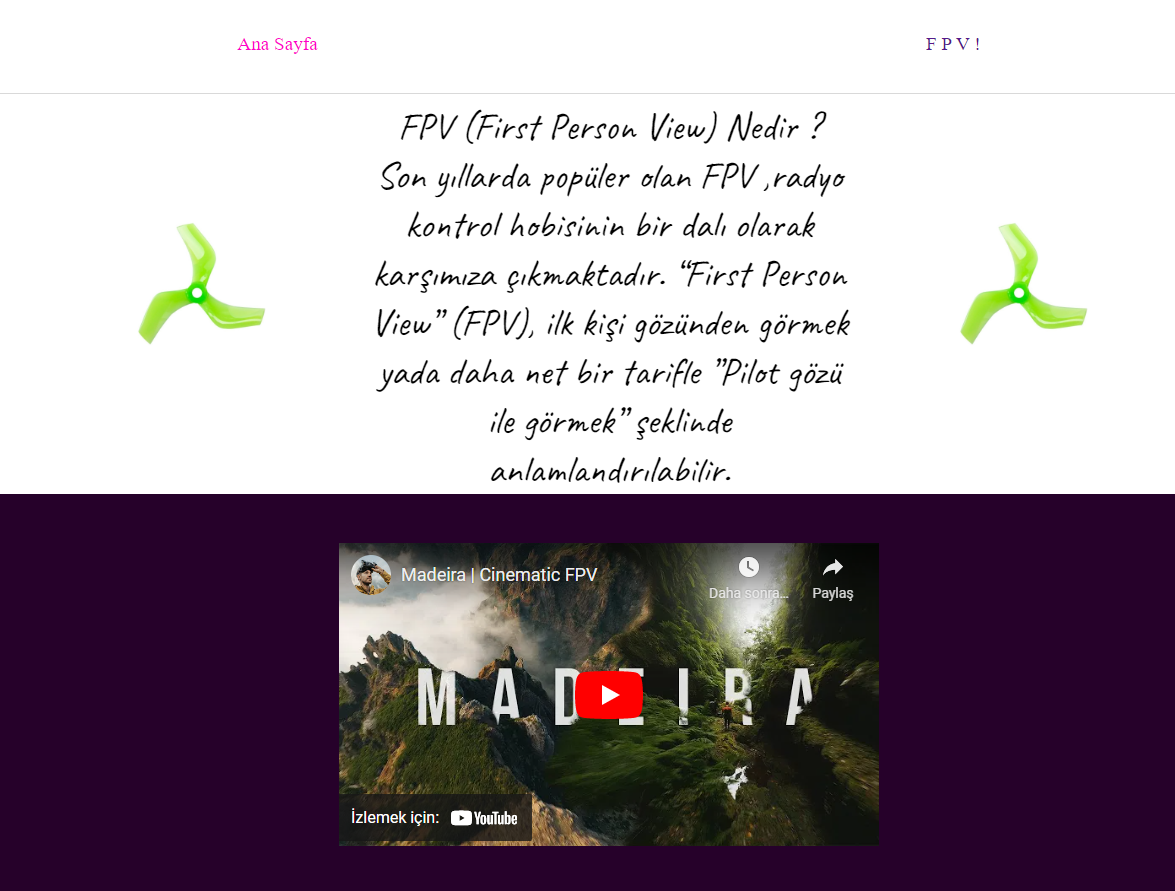 Ana Sayfa
F P V !
FPV (First Person View) Nedir ?
Son yıllarda popüler olan FPV ,radyo
kontrol hobisinin bir dalı olarak
karşımıza çıkmaktadır. “First Person
View” (FPV), ilk kişi gözünden görmek
yada daha net bir tarifle ”Pilot gözü
ile görmek” şeklinde
anlamlandırılabilir.
Madeira | Cinematic FPV
Daha sonra...
Paylaş
MADEIRA
İzlemek için: YouTube